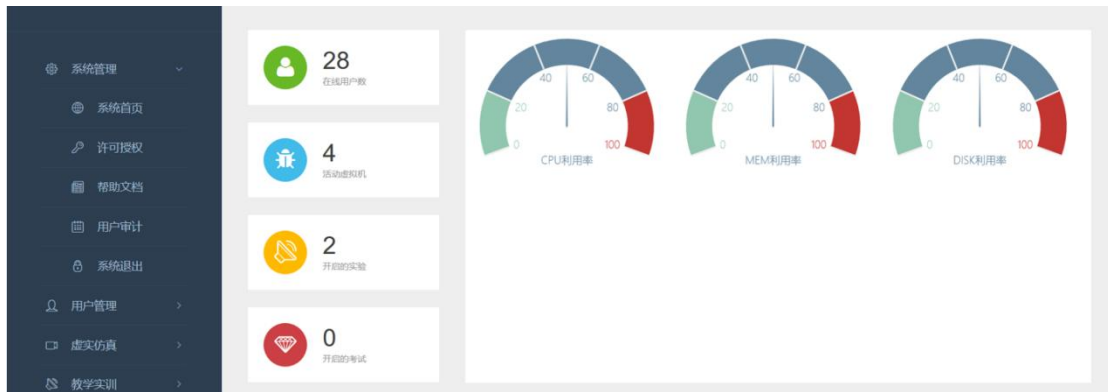 系统管理
系统首页
许可授权
帮助文档
用户审计
系统退出
用户管理
虚实仿真
教学实训
28
在线用户数
4
活动虚拟机
2
开启的实验
0
开启的考试
0
20
40
60
80
100
CPU利用率
0
20
40
60
80
100
MEM利用率
0
20
40
60
80
100
DISK利用率